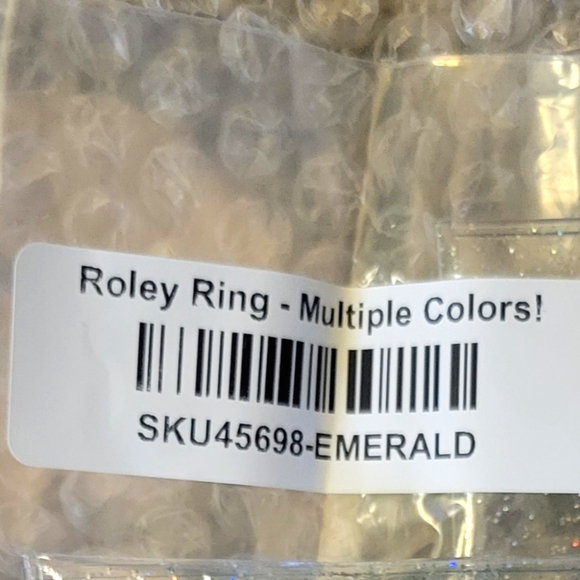 Roley Ring - Multiple Colors!
SKU45698-EMERALD